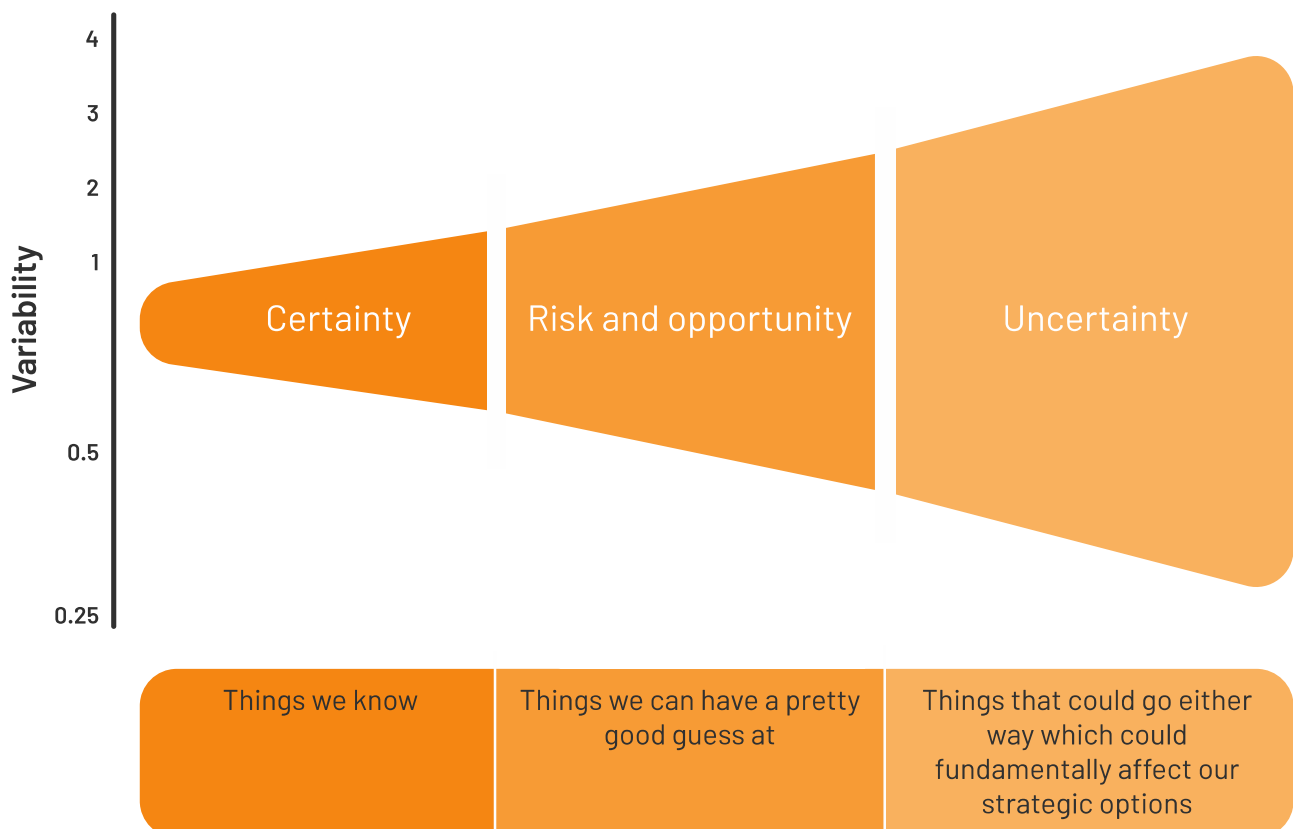 4
3
2
1
0.5
0.25
Variability
Certainty
Risk and opportunity
Uncertainty
Things we know
Things we can have a pretty
good guess at
Things that could go either
way which could
fundamentally affect our
strategic options